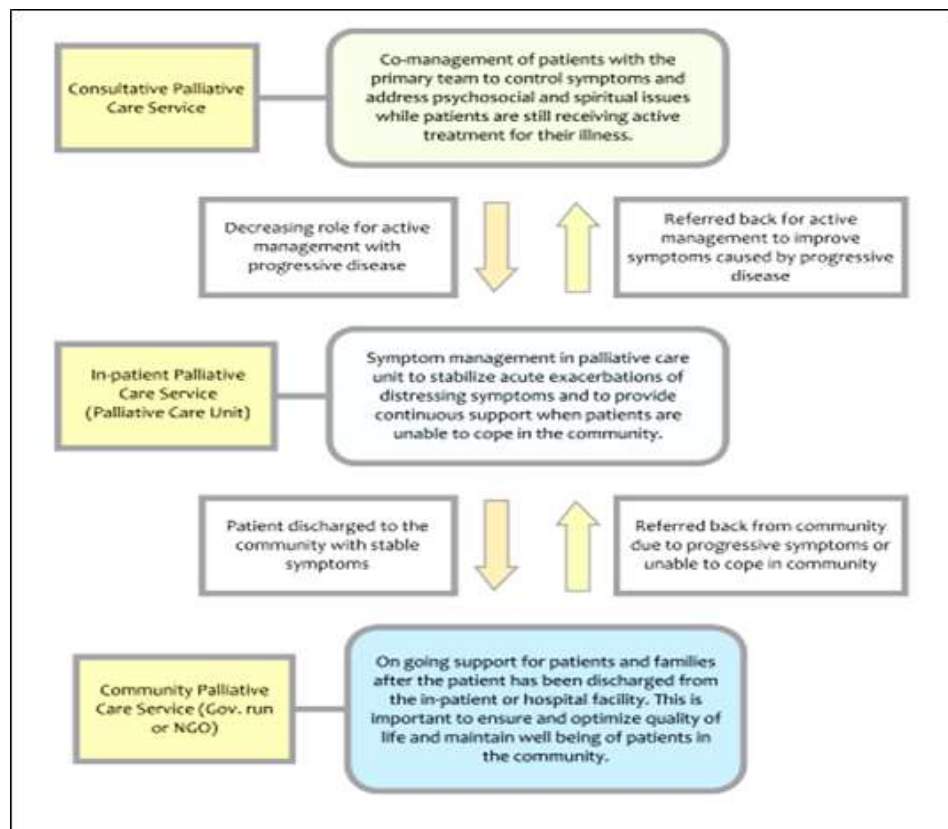 Consultative Palliative
Care Service
Co-management of patients with the
primary team to control symptoms and
address psychosocial and spiritual issues
while patients are still receiving active
treatment for their illness.
Decreasing role for active
management with
progressive disease
Referred back for active
management to improve
symptoms caused by progressive
disease
In-patient Palliative
Care Service
(Palliative Care Unit)
Symptom management in palliative care
unit to stabilize acute exacerbations of
distressing symptoms and to provide
continuous support when patients are
unable to cope in the community.
Patient discharged to the
community with stable
symptoms
Referred back from community
due to progressive symptoms or
unable to cope in community
Community Palliative
Care Service (Gov. run
or NGO)
On going support for patients and families
after the patient has been discharged from
the in-patient or hospital facility. This is
important to ensure and optimize quality of
life and maintain well being of patients in
the community.